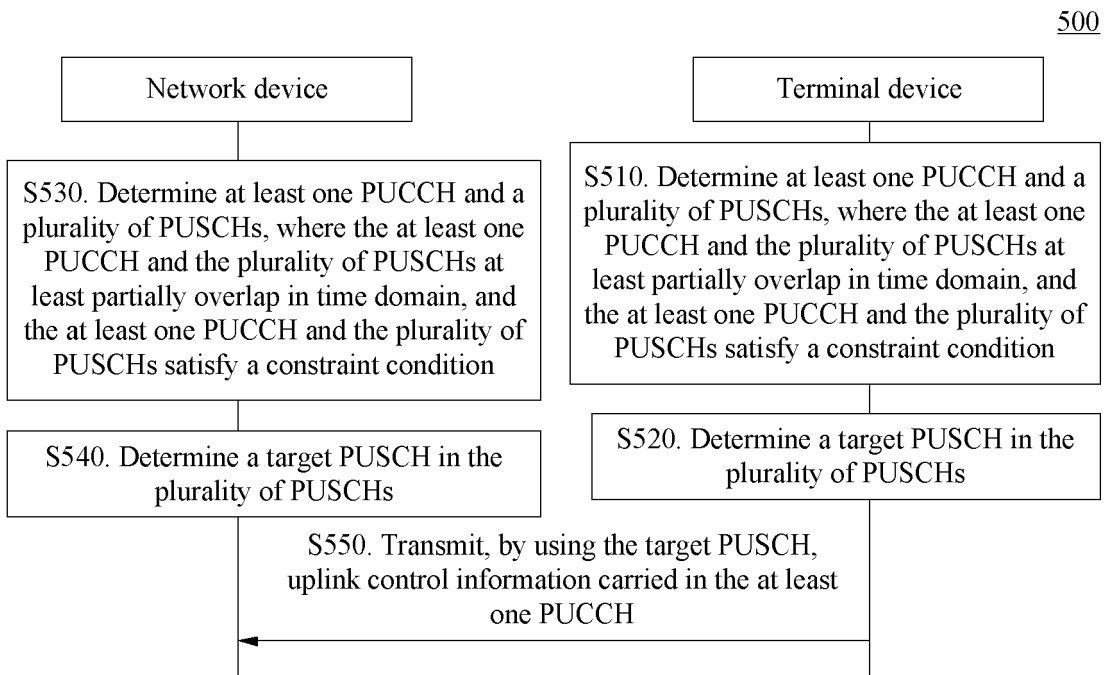 500
Network device
Terminal device
S530. Determine at least one PUCCH and a
plurality of PUSCHs, where the at least one
PUCCH and the plurality of PUSCHs at
least partially overlap in time domain, and
the at least one PUCCH and the plurality of
PUSCHs satisfy a constraint condition
S510. Determine at least one PUCCH and a
plurality of PUSCHs, where the at least one
PUCCH and the plurality of PUSCHs at
least partially overlap in time domain, and
the at least one PUCCH and the plurality of
PUSCHs satisfy a constraint condition
S540. Determine a target PUSCH in the
plurality of PUSCHs
S520. Determine a target PUSCH in the
plurality of PUSCHs
S550. Transmit, by using the target PUSCH,
uplink control information carried in the at least
one PUCCH